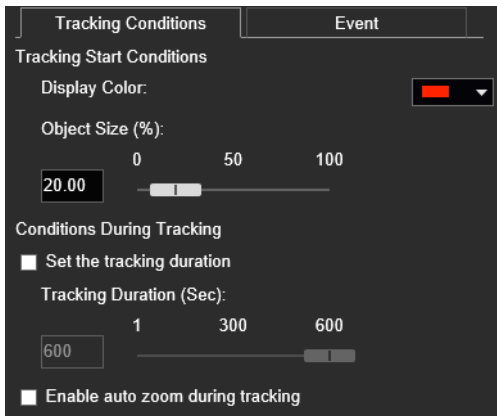 Tracking Conditions Event
Tracking Start Conditions
Display Color:
Object Size (%):
0 50 100
20.00
Conditions During Tracking
Set the tracking duration
Tracking Duration (Sec):
1 300 600
600
Enable auto zoom during tracking